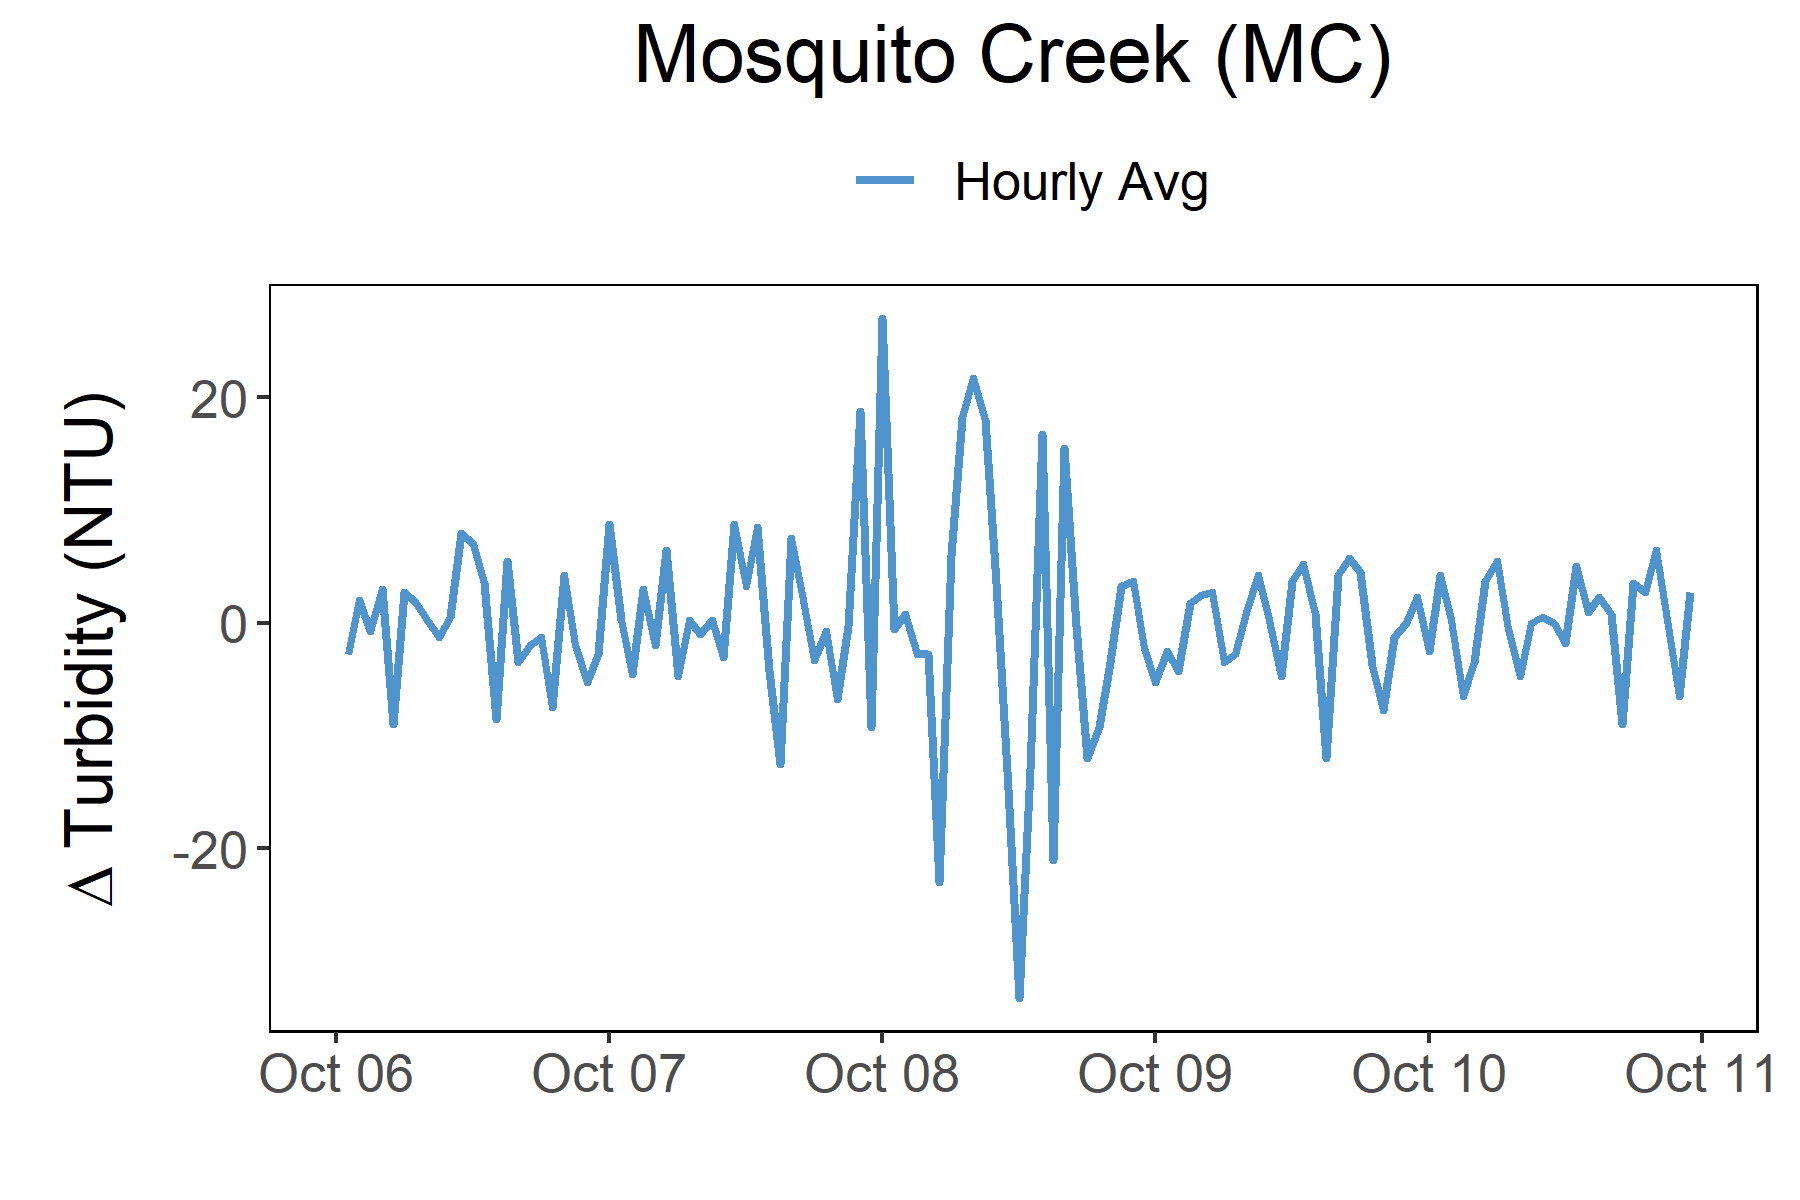 Mosquito Creek (MC)
Hourly Avg
Δ Turbidity (NTU)
20
0
-20
Oct 06
Oct 07
Oct 08
Oct 09
Oct 10
Oct 11